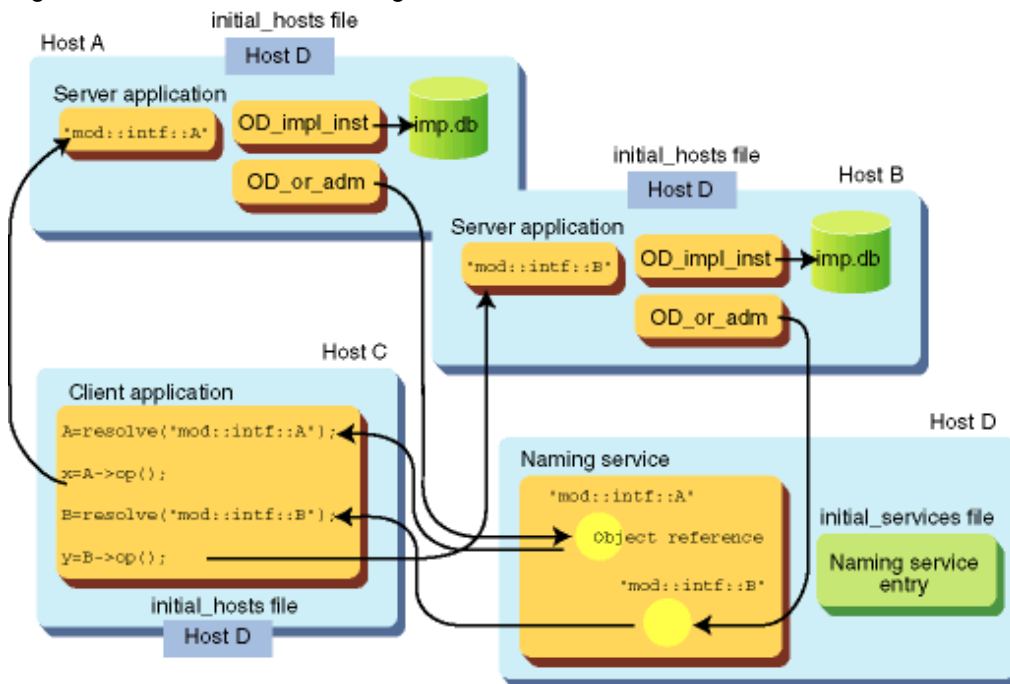 initial_hosts file
Host A
Host D
Server application
"mod::intf::A"
OD_impl_inst
imp.db
OD_or_adm
initial_hosts file
Host B
Host D
Server application
"mod::intf::B"
OD_impl_inst
imp.db
OD_or_adm
Host C
Client application
A=resolve("mod::intf::A");
x=A->op();
B=resolve("mod::intf::B");
y=B->op();
initial_hosts file
Host D
Host D
Naming service
"mod::intf::A"
Object reference
"mod::intf::B"
initial_services file
Naming service
entry